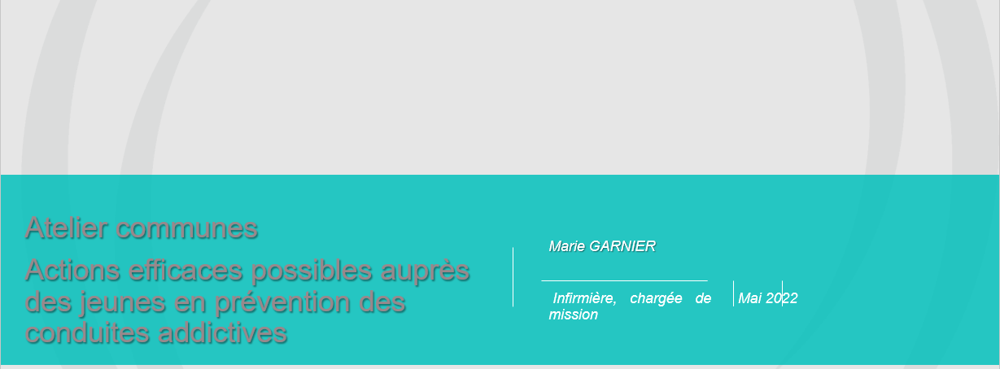 Atelier communes
Actions efficaces possibles auprès
des jeunes en prévention des
conduites addictives
Marie GARNIER
Infirmière, chargée de
mission
Mai 2022